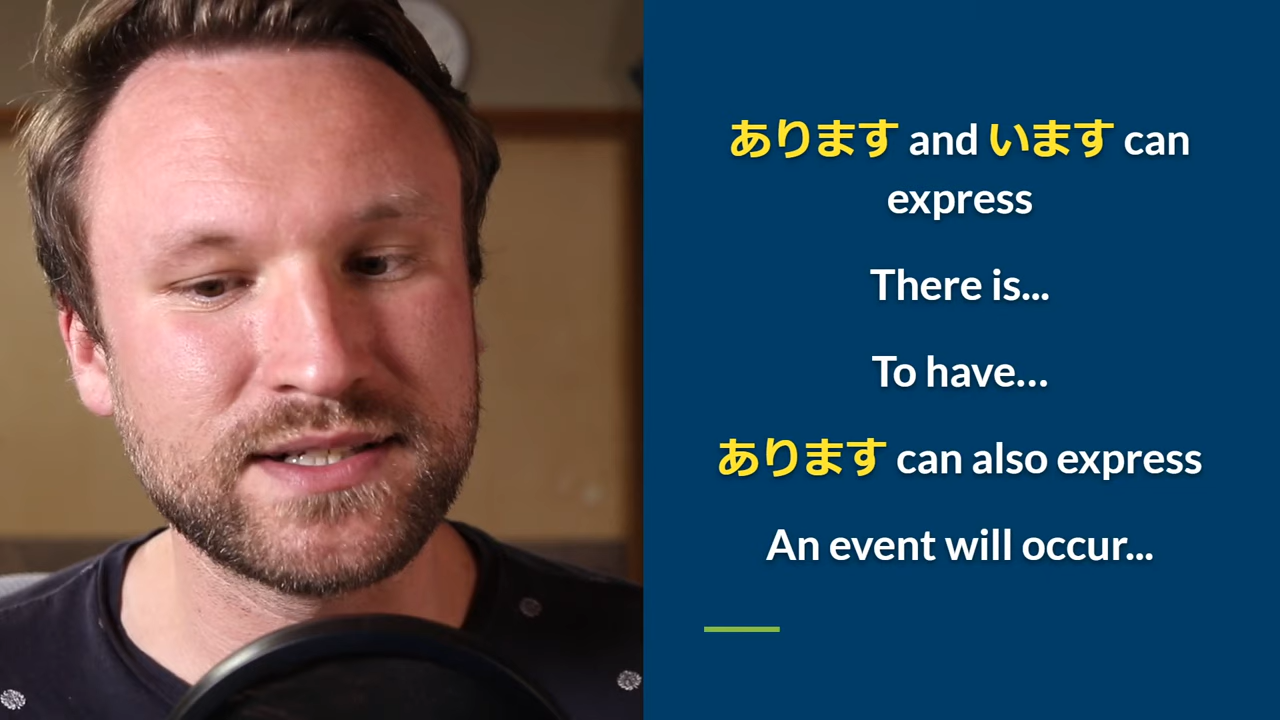 あります and います can
express
There is...
To have...
あります can also express
An event will occur...